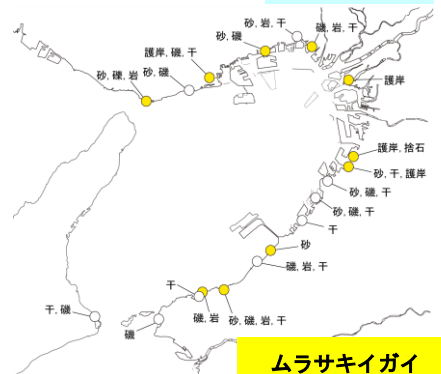 砂, 岩, 干
砂, 磯
磯, 岩, 干
護岸, 磯, 干
砂, 磯
砂, 礫, 岩
護岸
護岸, 捨石
砂, 干, 護岸
砂, 磯, 干
砂, 磯, 干
干
砂
磯, 岩, 干
干
磯, 岩
砂, 磯, 岩, 干
干, 磯
磯
ムラサキイガイ